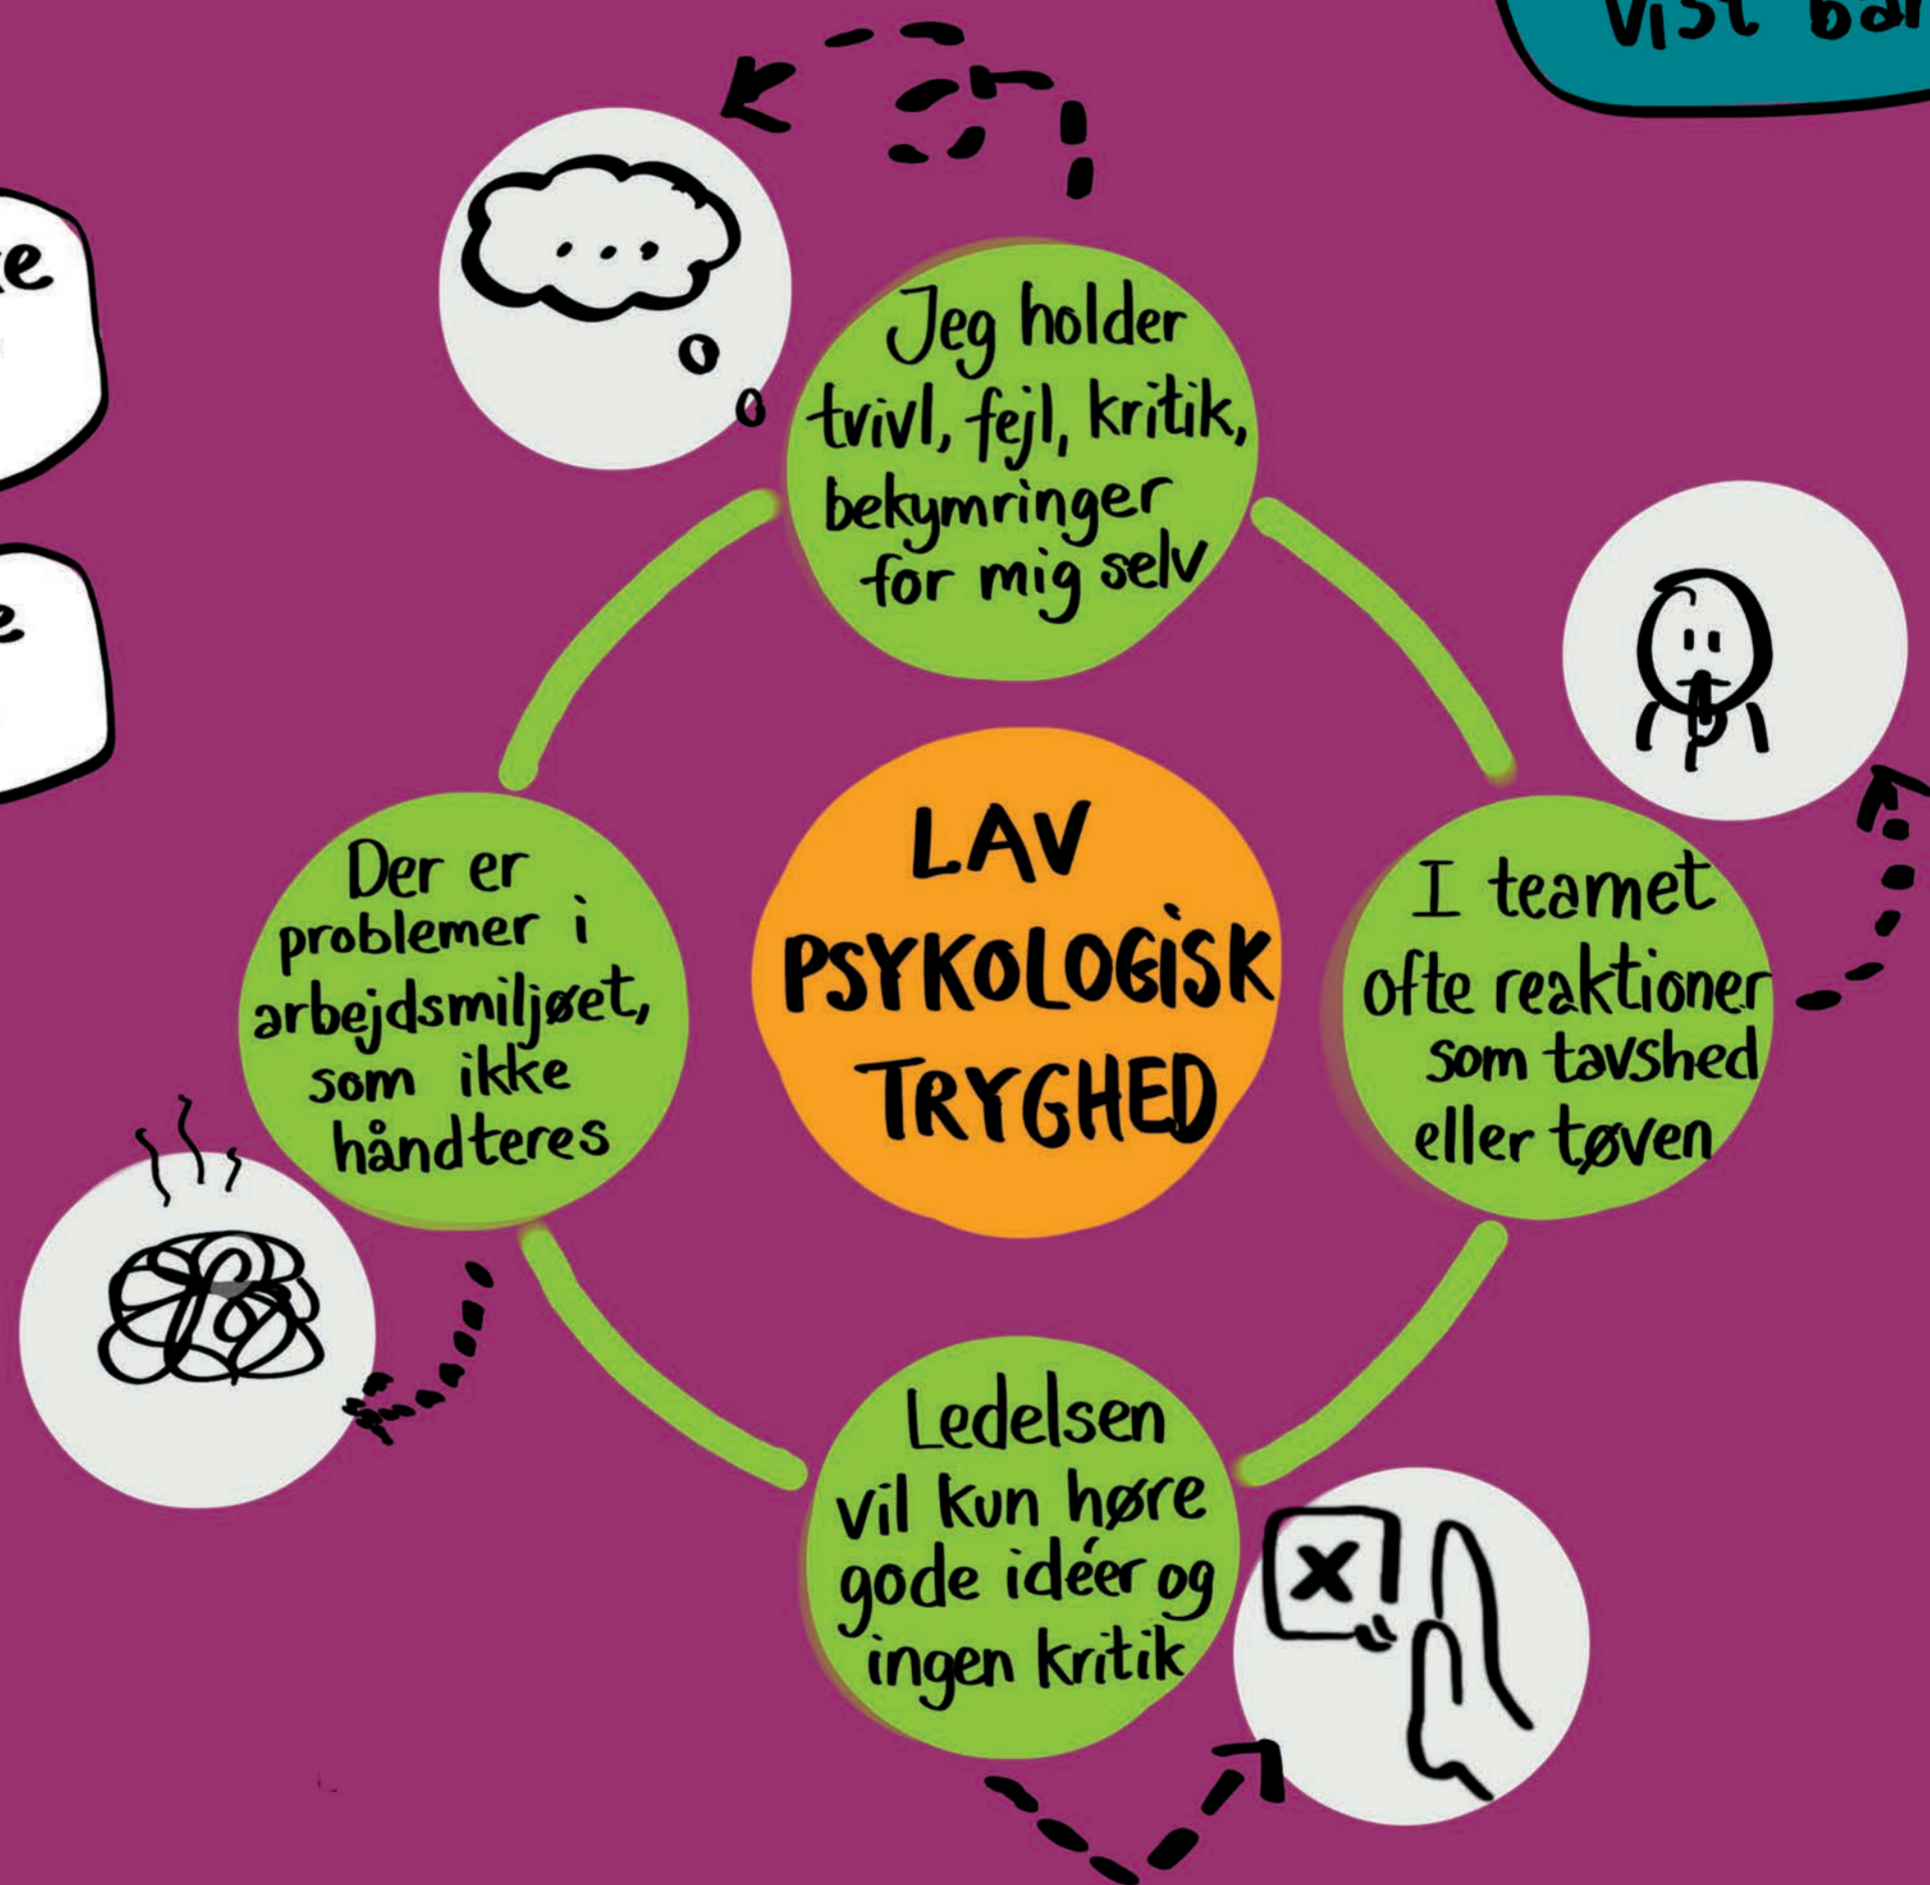 Jeg holder
tvivl, fejl, kritik,
bekymringer
for mig selv
I teamet
ofte reaktioner
som tavshed
eller tøven
Ledelsen
vil kun høre
gode idéer og
ingen kritik
Der er
problemer i
arbejdsmiljøet,
som ikke
håndteres
LAV
PSYKOLOGISK
TRYGHED